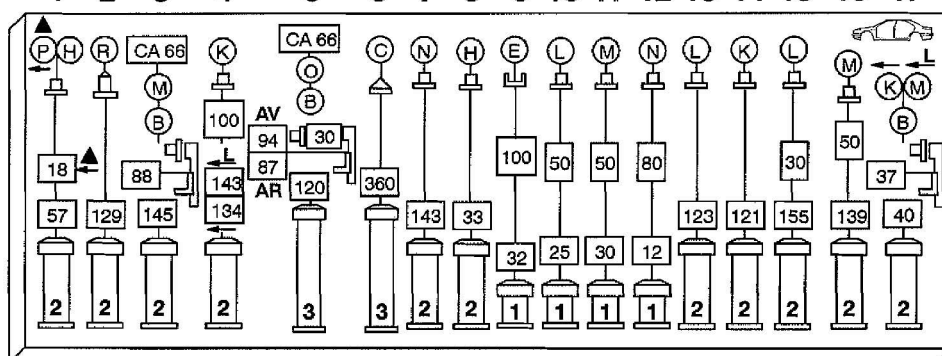 P H R CA 66 K CA 66 C N H E L M N L K L M L
M O K M
B B B
100 AV 30
94 100 50 50 80 30 50
18 88 L 87 37
143 AR 120 360
57 129 145 134 143 33 123 121 155 139 40
32 25 30 12
2 2 2 2 3 3 2 2 1 1 1 1 2 2 2 2 2